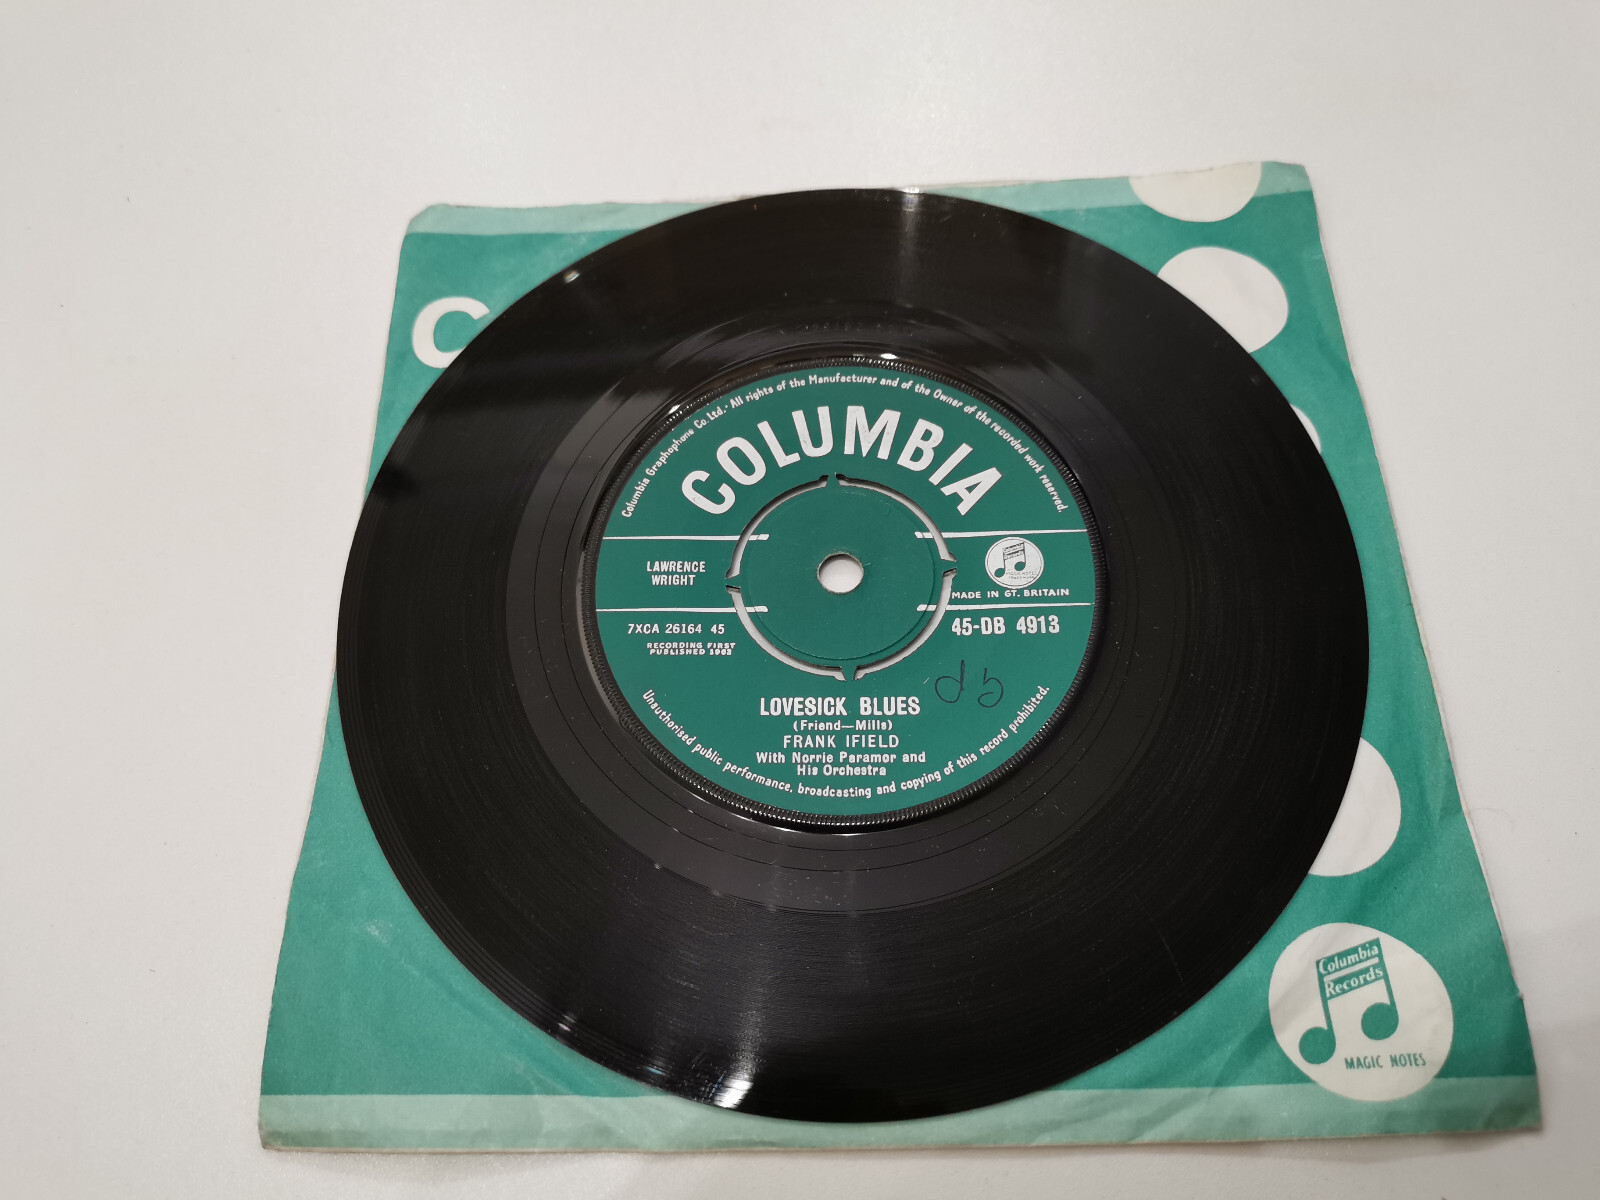 C
Columbia Graphophone Co. Ltd. · All rights of the Manufacturer and of the Owner of the recorded work reserved.
COLUMBIA
LAWRENCE
WRIGHT
MADE IN GT. BRITAIN
7XCA 26164 45
45-DB 4913
RECORDING FIRST
PUBLISHED 1962
LOVESICK BLUES
(Friend—Mills)
FRANK IFIELD
With Norrie Paramor and
His Orchestra
Unauthorised public performance, broadcasting and copying of this record prohibited.
Columbia
Records
MAGIC NOTES